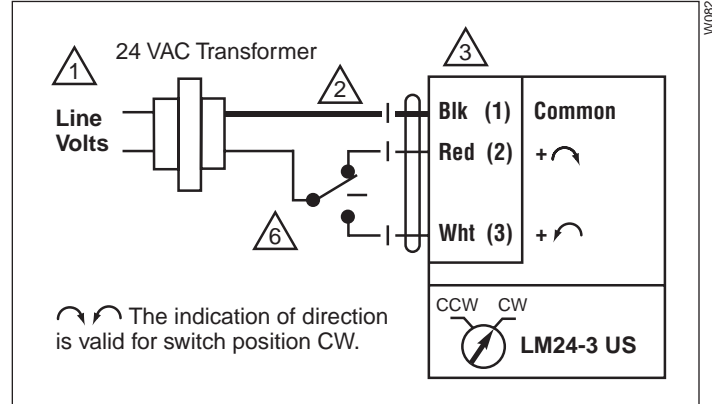 W082
1
24 VAC Transformer
2
3
Line
Volts
Blk (1) Common
Red (2) +
6
Wht (3) +
CCW CW
The indication of direction
is valid for switch position CW.
LM24-3 US